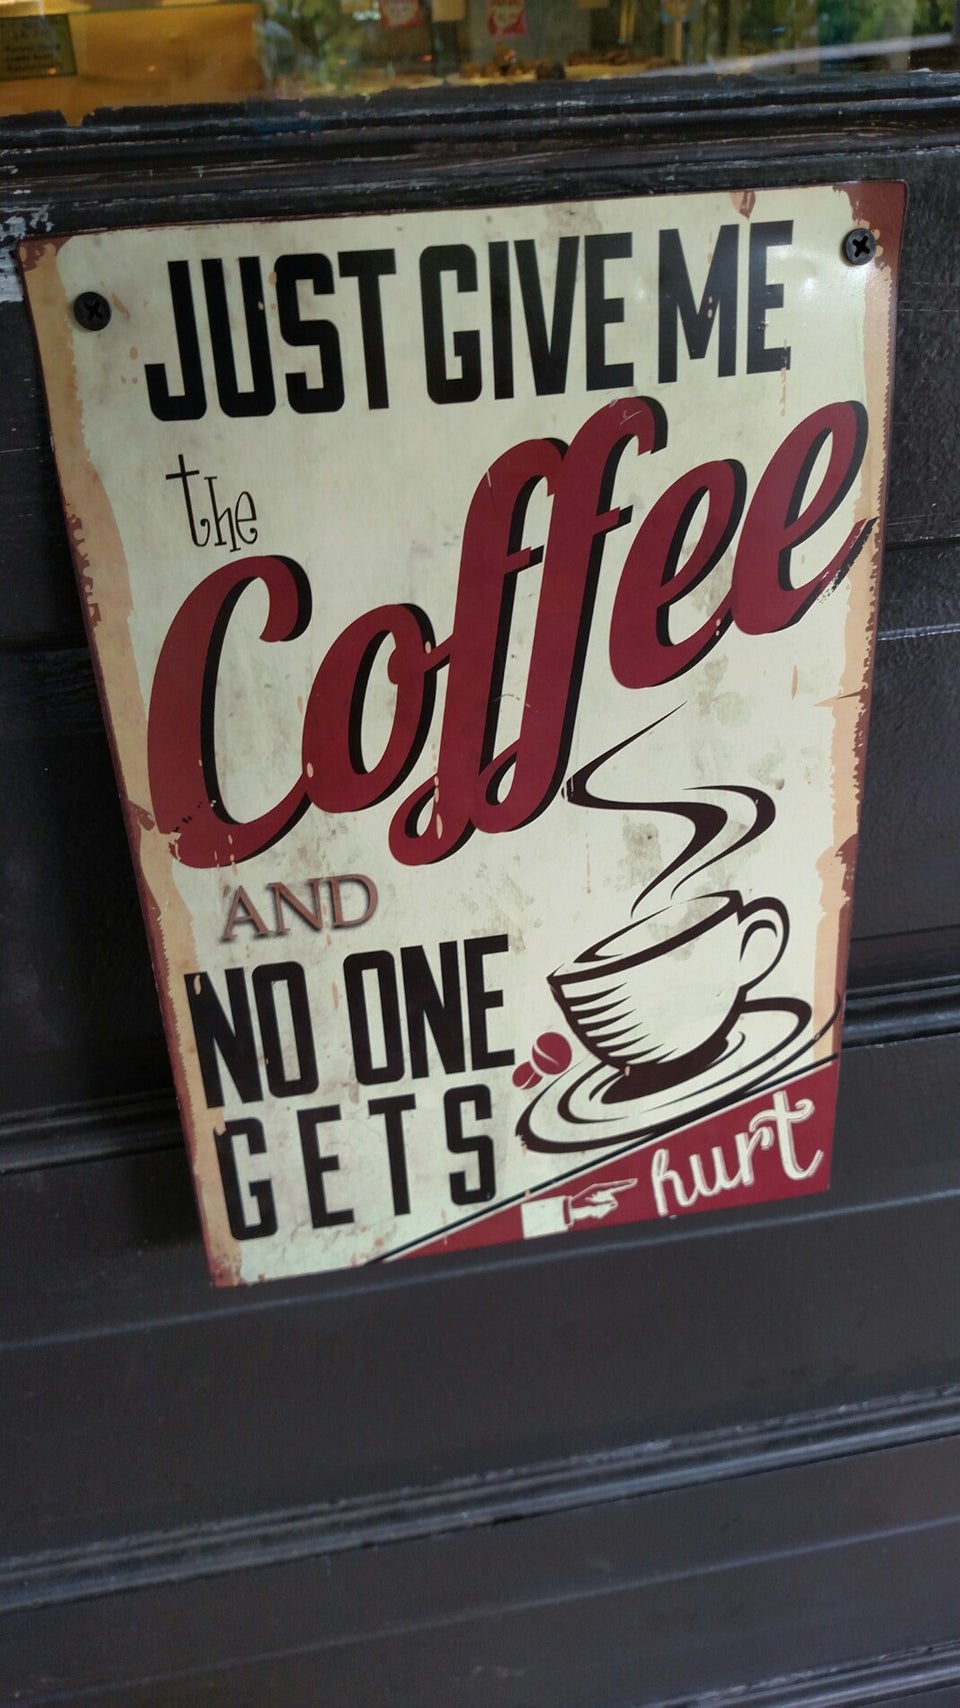 JUST GIVE ME
the
Coffee
AND
NO ONE
GETS
hurt